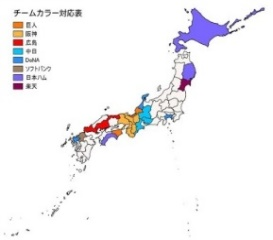 チームカラー対応表
巨人
阪神
広島
中日
DeNA
ソフトバンク
日本ハム
楽天